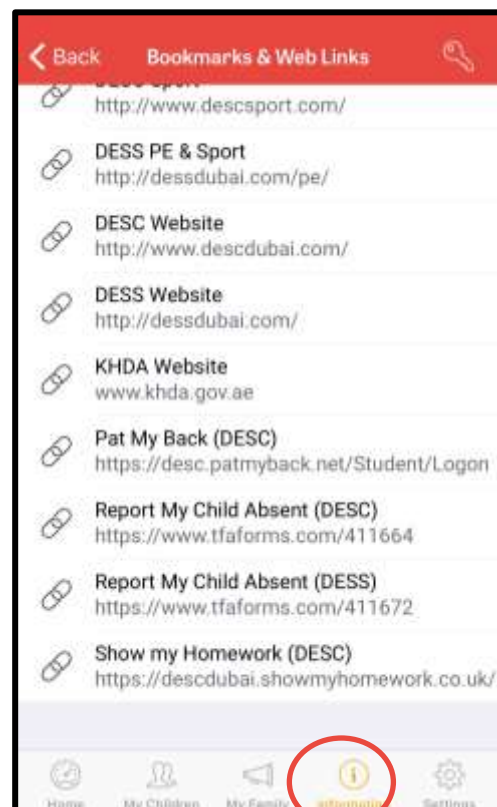 Back Bookmarks & Web Links
http://www.descsport.com/
DESS PE & Sport
http://dessdubai.com/pe/
DESC Website
http://www.descdubai.com/
DESS Website
http://dessdubai.com/
KHDA Website
www.khda.gov.ae
Pat My Back (DESC)
https://desc.patmyback.net/Student/Logon
Report My Child Absent (DESC)
https://www.tfaforms.com/411664
Report My Child Absent (DESS)
https://www.tfaforms.com/411672
Show my Homework (DESC)
https://descdubai.showmyhomework.co.uk/
Home My Children My Family Information Settings